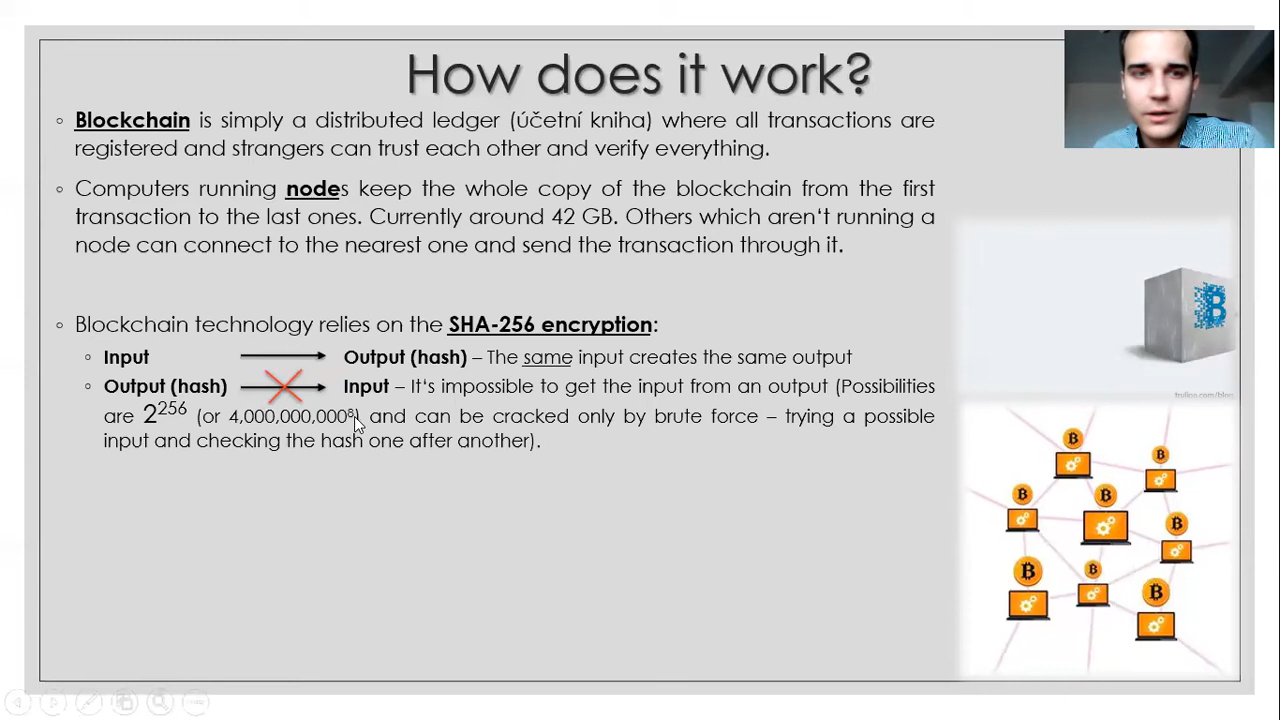 How does it work?
Blockchain is simply a distributed ledger (účetní kniha) where all transactions are
registered and strangers can trust each other and verify everything.
Computers running nodes keep the whole copy of the blockchain from the first
transaction to the last ones. Currently around 42 GB. Others which aren‘t running a
node can connect to the nearest one and send the transaction through it.
Blockchain technology relies on the SHA-256 encryption:
Input Output (hash) – The same input creates the same output
Output (hash) Input – It‘s impossible to get the input from an output (Possibilities
are 2²⁵⁶ (or 4,000,000,000⁸) and can be cracked only by brute force – trying a possible
input and checking the hash one after another).